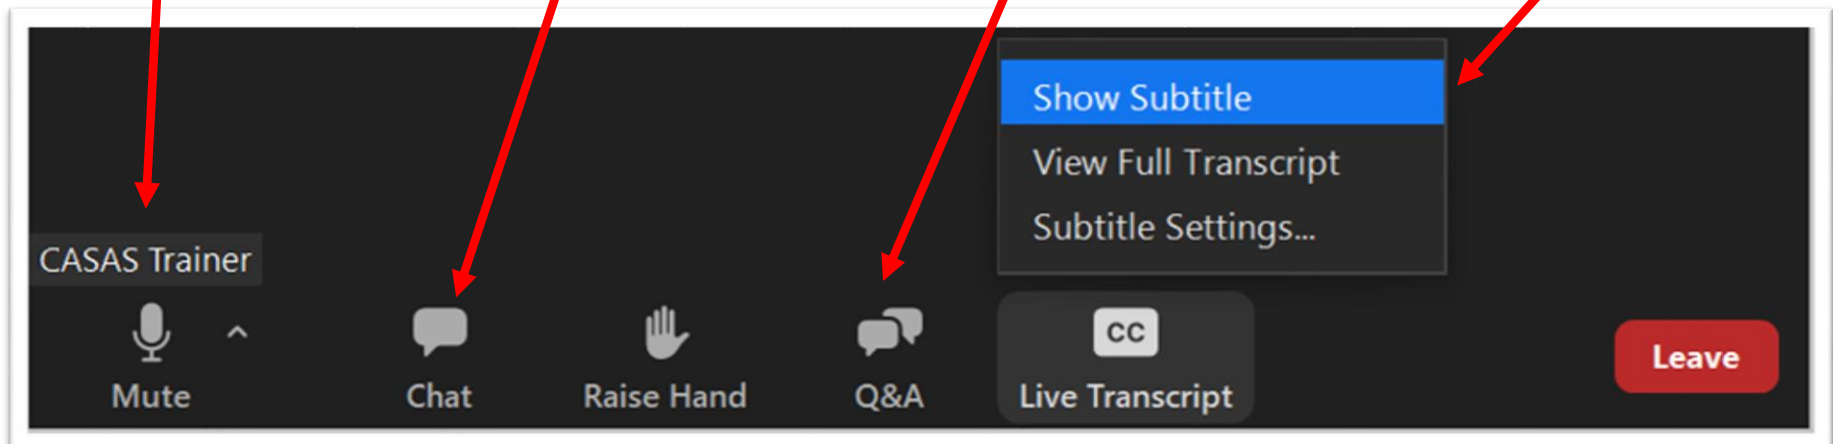 Show Subtitle
View Full Transcript
Subtitle Settings...
CASAS Trainer
CC
Mute
Chat
Raise Hand
Q&A
Live Transcript
Leave